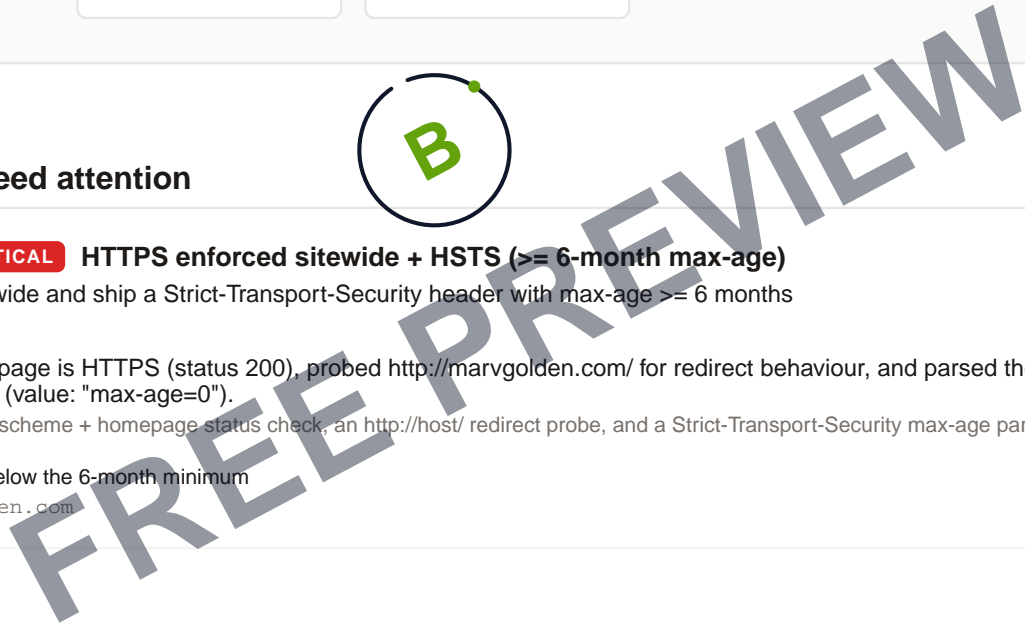 B
eed attention
TICAL HTTPS enforced sitewide + HSTS (>= 6-month max-age)
wide and ship a Strict-Transport-Security header with max-age >= 6 months
page is HTTPS (status 200), probed http://marvgolden.com/ for redirect behaviour, and parsed th
(value: "max-age=0").
scheme + homepage status check, an http://host/ redirect probe, and a Strict-Transport-Security max-age par
elow the 6-month minimum
en.com
FREE PREVIEW